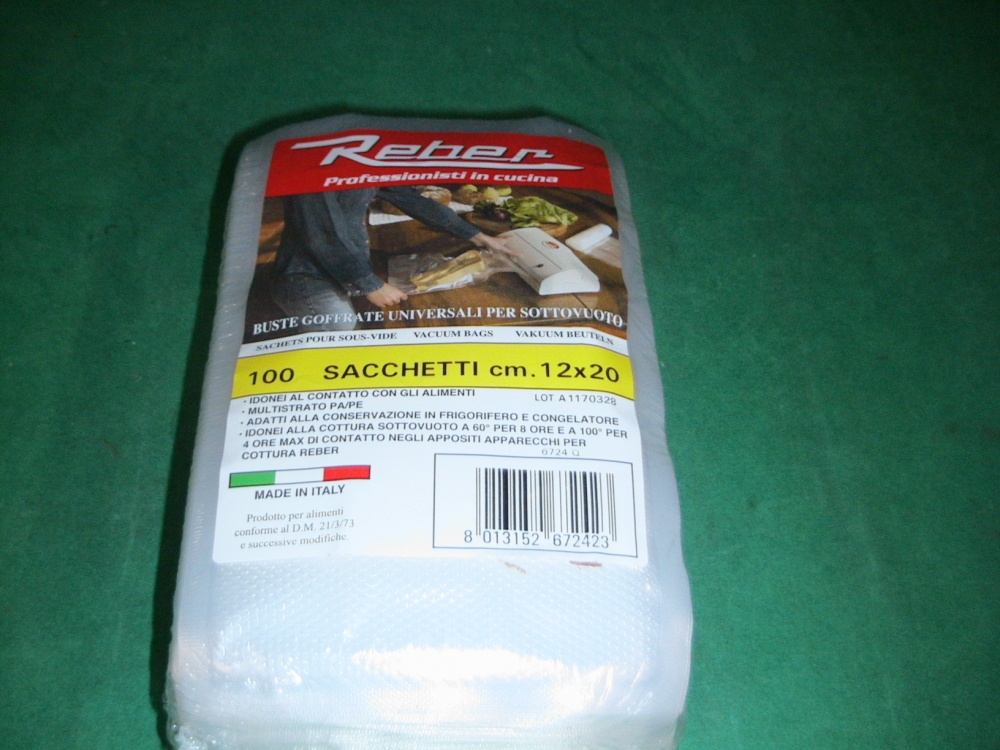 Reber
Professionisti in cucina
BUSTE GOFFRATE UNIVERSALI PER SOTTOVUOTO
SACHETS POUR SOUS-VIDE VACUUM BAGS VAKUUM BEUTELN
100 SACCHETTI cm.12x20
· IDONEI AL CONTATTO CON GLI ALIMENTI
LOT A1170328
· MULTISTRATO PA/PE
· ADATTI ALLA CONSERVAZIONE IN FRIGORIFERO E CONGELATORE
· IDONEI ALLA COTTURA SOTTOVUOTO A 60° PER 8 ORE E A 100° PER
4 ORE MAX DI CONTATTO NEGLI APPOSITI APPARECCHI PER
COTTURA REBER
6724 Q
MADE IN ITALY
Prodotto per alimenti
conforme al D.M. 21/3/73
e successive modifiche.
8 013152 672423